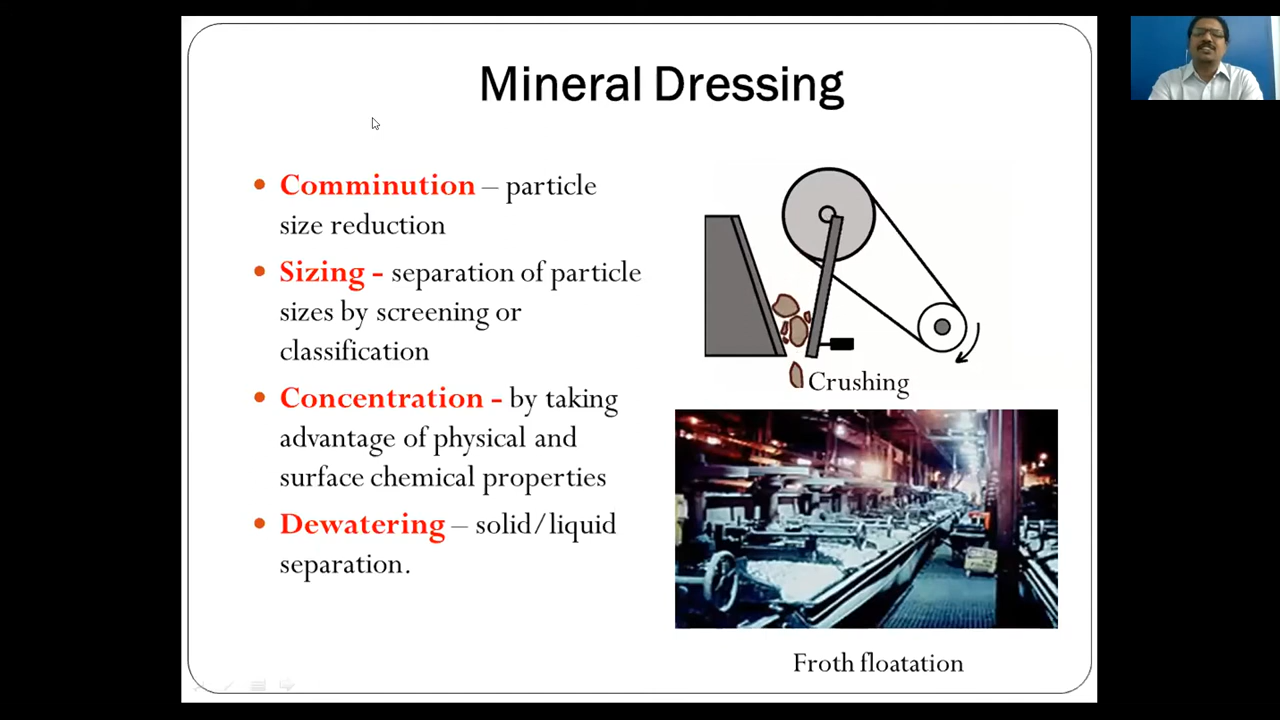 Mineral Dressing
• Comminution – particle
size reduction
• Sizing - separation of particle
sizes by screening or
classification
• Concentration - by taking
advantage of physical and
surface chemical properties
• Dewatering – solid/liquid
separation.
Crushing
Froth floatation